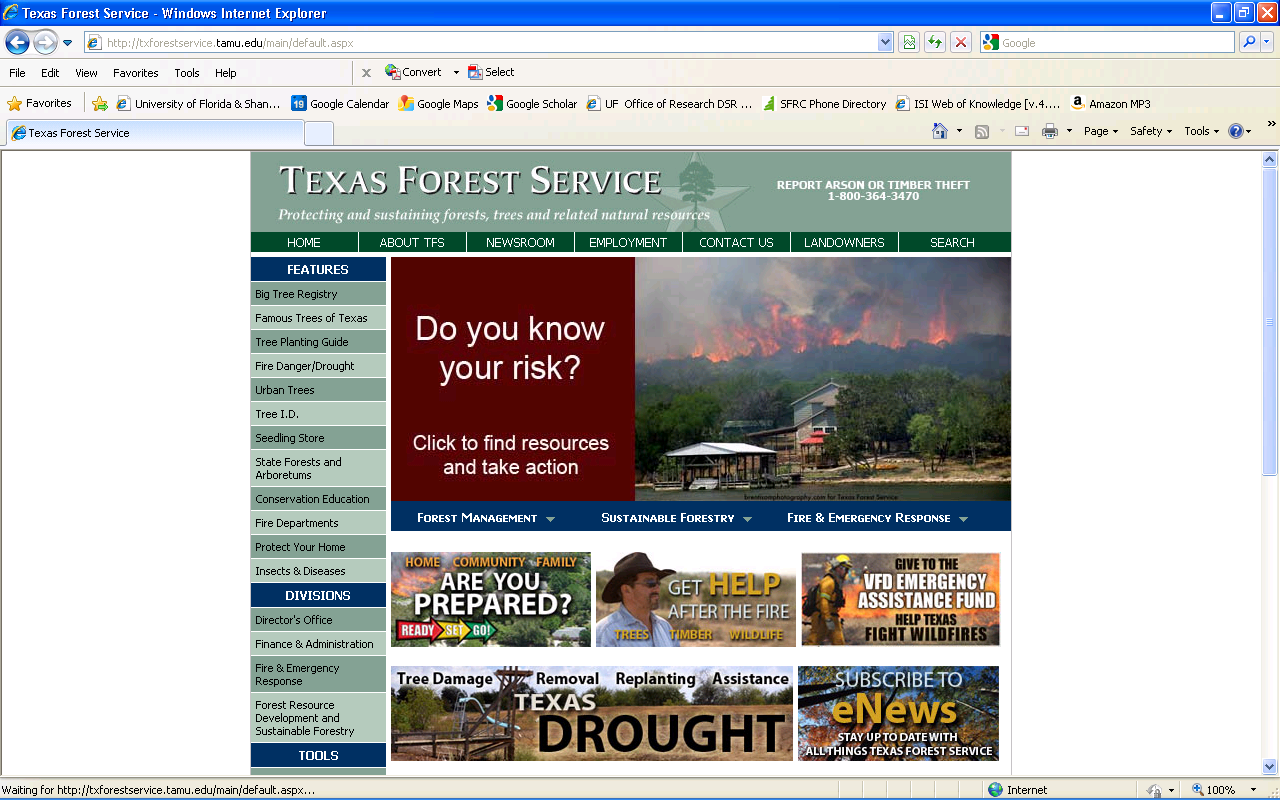 Texas Forest Service - Windows Internet Explorer
http://txforestservice.tamu.edu/main/default.aspx
Google
File Edit View Favorites Tools Help
Convert Select
Favorites University of Florida & Shan... Google Calendar Google Maps Google Scholar UF Office of Research DSR ... SFRC Phone Directory ISI Web of Knowledge [v.4.... Amazon MP3
Texas Forest Service
Page Safety Tools
TEXAS FOREST SERVICE
Protecting and sustaining forests, trees and related natural resources
REPORT ARSON OR TIMBER THEFT
1-800-364-3470
HOME ABOUT TFS NEWSROOM EMPLOYMENT CONTACT US LANDOWNERS SEARCH
FEATURES
Big Tree Registry
Famous Trees of Texas
Tree Planting Guide
Fire Danger/Drought
Urban Trees
Tree I.D.
Seedling Store
State Forests and
Arboretums
Conservation Education
Fire Departments
Protect Your Home
Insects & Diseases
DIVISIONS
Director's Office
Finance & Administration
Fire & Emergency
Response
Forest Resource
Development and
Sustainable Forestry
TOOLS
Do you know
your risk?
Click to find resources
and take action
brentsomphotography.com for Texas Forest Service
FOREST MANAGEMENT SUSTAINABLE FORESTRY FIRE & EMERGENCY RESPONSE
HOME COMMUNITY FAMILY
ARE YOU
PREPARED?
READY SET GO!
GET HELP
AFTER THE FIRE
TREES TIMBER WILDLIFE
GIVE TO THE
VFD EMERGENCY
ASSISTANCE FUND
HELP TEXAS
FIGHT WILDFIRES
Tree Damage Removal Replanting Assistance
TEXAS
DROUGHT
SUBSCRIBE TO
eNews
STAY UP TO DATE WITH
ALL THINGS TEXAS FOREST SERVICE
Waiting for http://txforestservice.tamu.edu/main/default.aspx...
Internet
100%